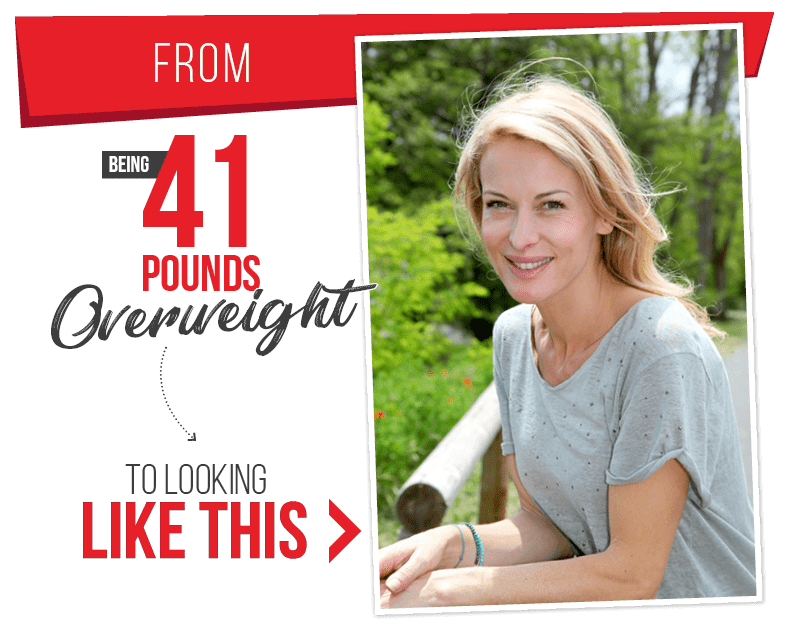 FROM
BEING
41
POUNDS
Overweight
TO LOOKING
LIKE THIS